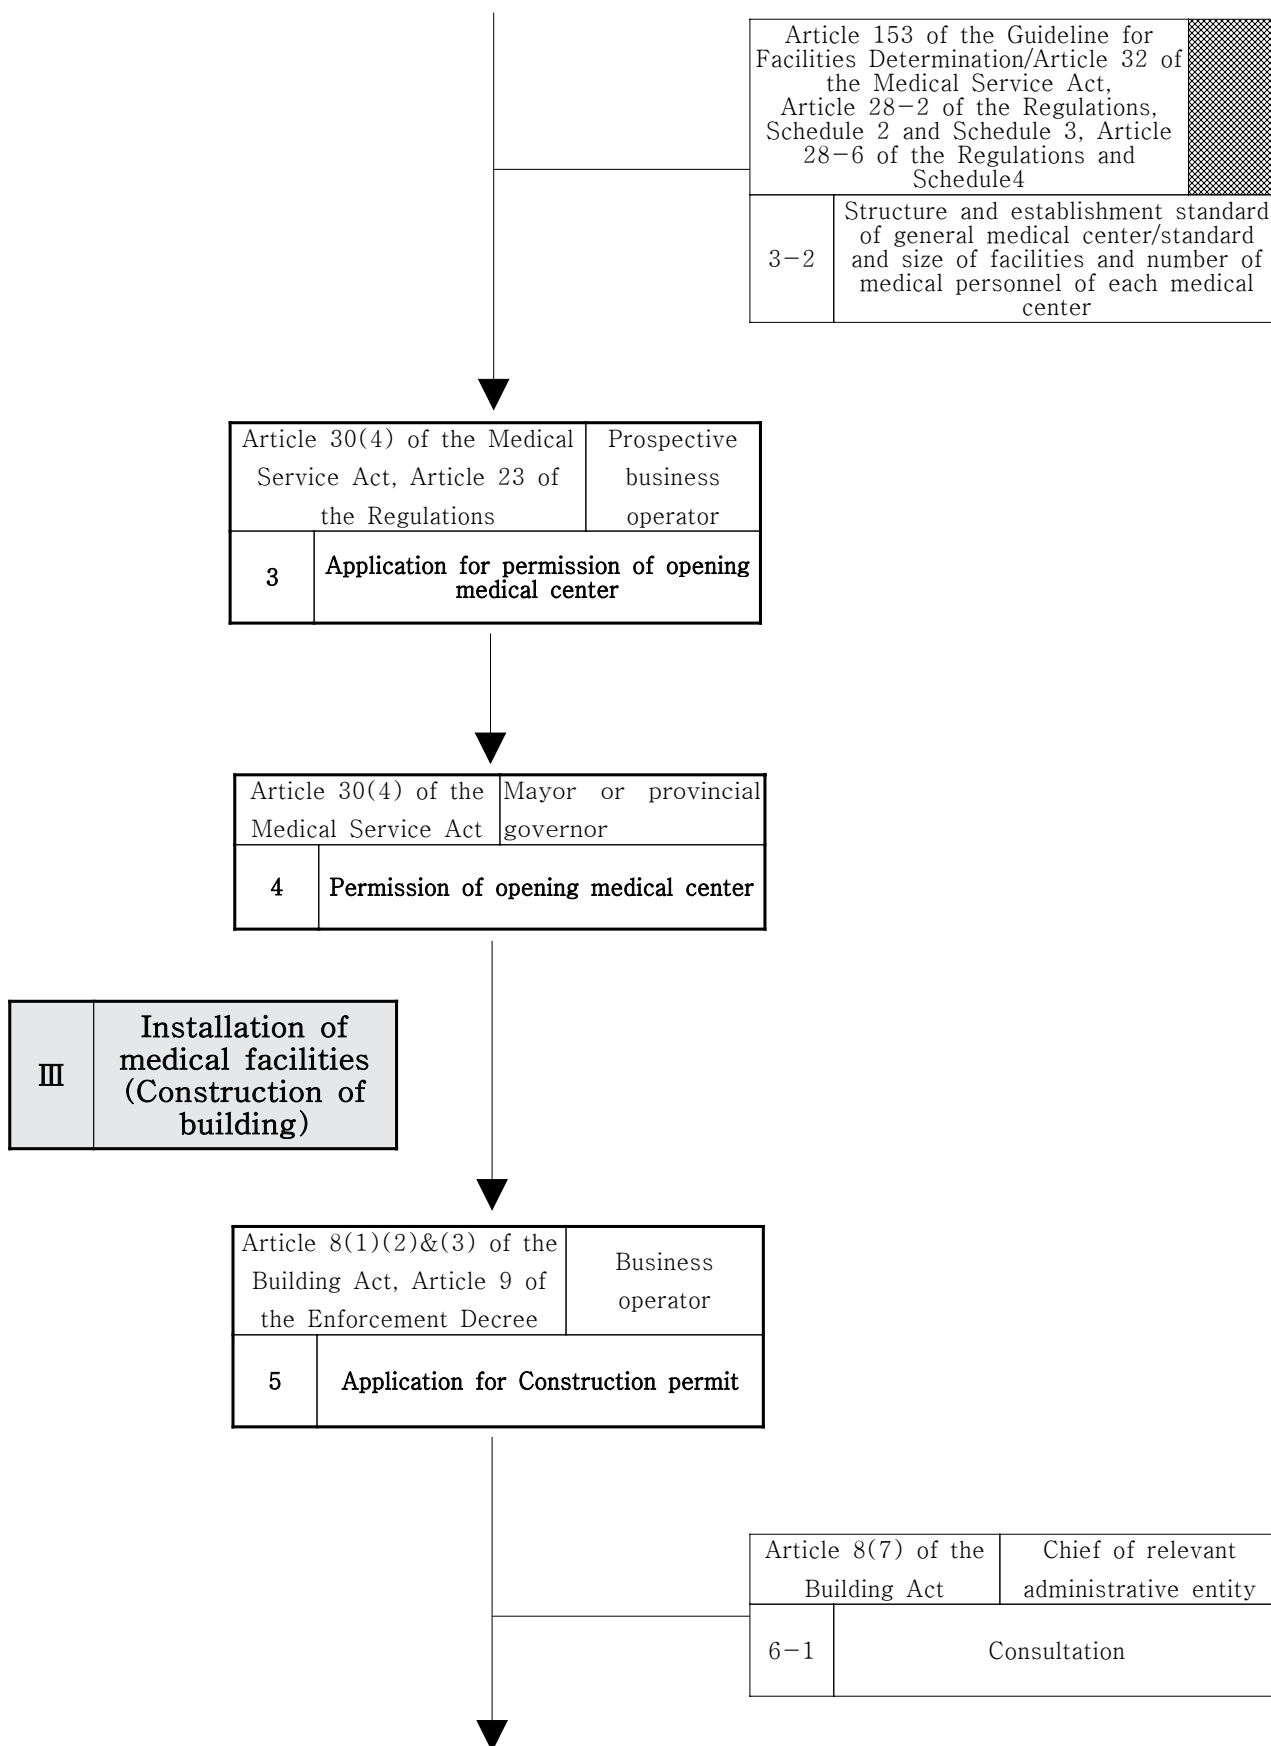 Article 153 of the Guideline for
Facilities Determination/Article 32 of
the Medical Service Act,
Article 28-2 of the Regulations,
Schedule 2 and Schedule 3, Article
28-6 of the Regulations and
Schedule4
3-2
Structure and establishment standard
of general medical center/standard
and size of facilities and number of
medical personnel of each medical
center
Article 30(4) of the Medical
Service Act, Article 23 of
the Regulations
Prospective
business
operator
3
Application for permission of opening
medical center
Article 30(4) of the
Medical Service Act
Mayor or provincial
governor
4
Permission of opening medical center
Ⅲ
Installation of
medical facilities
(Construction of
building)
Article 8(1)(2)&(3) of the
Building Act, Article 9 of
the Enforcement Decree
Business
operator
5
Application for Construction permit
Article 8(7) of the
Building Act
Chief of relevant
administrative entity
6-1
Consultation